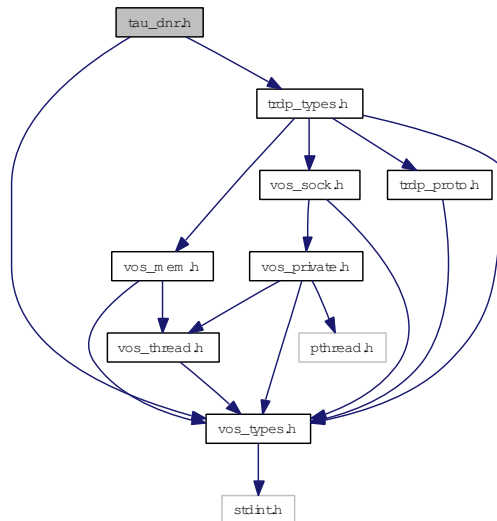 tau_dnr.h
trdp_types.h
vos_sock.h
trdp_proto.h
vos_mem.h
vos_private.h
vos_thread.h
pthread.h
vos_types.h
stdint.h